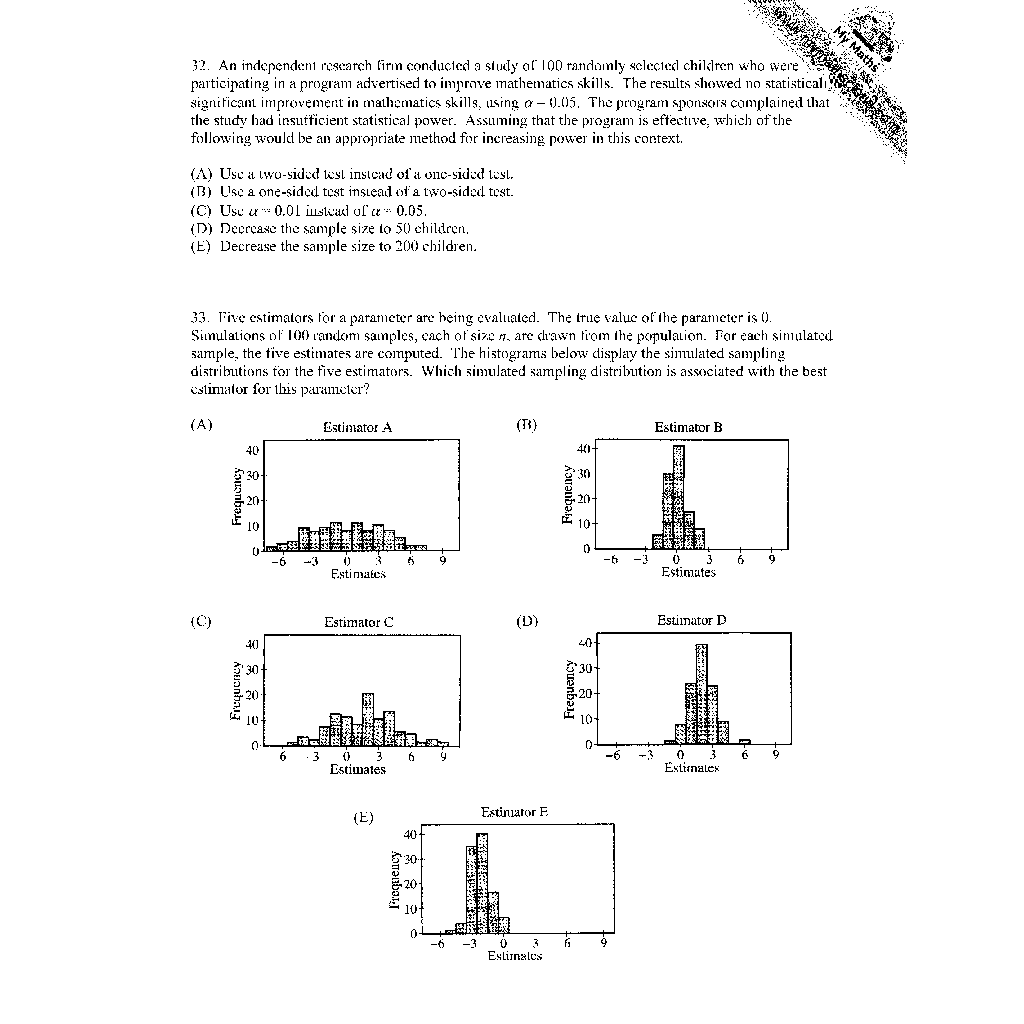 My Maths
32. An independent research firm conducted a study of 100 randomly selected children who were
participating in a program advertised to improve mathematics skills. The results showed no statistically
significant improvement in mathematics skills, using α = 0.05. The program sponsors complained that
the study had insufficient statistical power. Assuming that the program is effective, which of the
following would be an appropriate method for increasing power in this context.
(A) Use a two-sided test instead of a one-sided test.
(B) Use a one-sided test instead of a two-sided test.
(C) Use α = 0.01 instead of α = 0.05.
(D) Decrease the sample size to 50 children.
(E) Decrease the sample size to 200 children.
33. Five estimators for a parameter are being evaluated. The true value of the parameter is 0.
Simulations of 100 random samples, each of size n, are drawn from the population. For each simulated
sample, the five estimates are computed. The histograms below display the simulated sampling
distributions for the five estimators. Which simulated sampling distribution is associated with the best
estimator for this parameter?
(A) Estimator A
40
30
20
10
0
Frequency
-6 -3 0 3 6 9
Estimates
(B) Estimator B
40
30
20
10
0
Frequency
-6 -3 0 3 6 9
Estimates
(C) Estimator C
40
30
20
10
0
Frequency
6 -3 0 3 6 9
Estimates
(D) Estimator D
40
30
20
10
0
Frequency
-6 -3 0 3 6 9
Estimates
(E) Estimator E
40
30
20
10
0
Frequency
-6 -3 0 3 6 9
Estimates